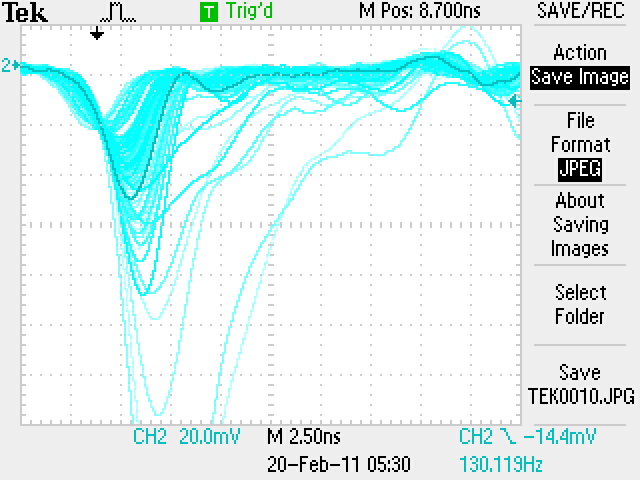 Tek
T Trig'd
M Pos: 8.700ns
SAVE/REC
2
Action
Save Image
File
Format
JPEG
About
Saving
Images
Select
Folder
Save
TEK0010.JPG
CH2 20.0mV
M 2.50ns
CH2 \ -14.4mV
20-Feb-11 05:30
130.119Hz